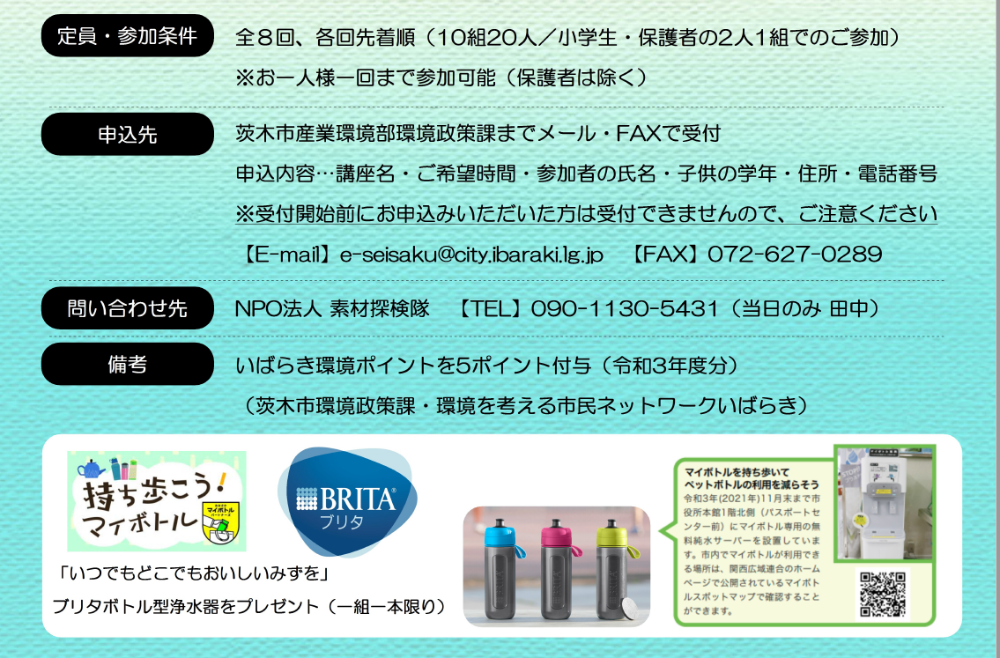 定員・参加条件
全８回、各回先着順（10組20人／小学生・保護者の2人1組でのご参加）
※お一人様一回まで参加可能（保護者は除く）
申込先
茨木市産業環境部環境政策課までメール・FAXで受付
申込内容…講座名・ご希望時間・参加者の氏名・子供の学年・住所・電話番号
※受付開始前にお申込みいただいた方は受付できませんので、ご注意ください
【E-mail】e-seisaku@city.ibaraki.lg.jp 【FAX】072-627-0289
問い合わせ先
NPO法人 素材探検隊 【TEL】090-1130-5431（当日のみ 田中）
備考
いばらき環境ポイントを5ポイント付与（令和3年度分）
（茨木市環境政策課・環境を考える市民ネットワークいばらき）
持ち歩こう！
マイボトル
マイボトル
パートナーズ
BRITA®
ブリタ
「いつでもどこでもおいしいみずを」
ブリタボトル型浄水器をプレゼント（一組一本限り）
BRITA
BRITA
BRITA
マイボトルを持ち歩いて
ペットボトルの利用を減らそう
令和3年(2021年)11月末まで市
役所本館1階北側（パスポートセ
ンター前）にマイボトル専用の無
料純水サーバーを設置していま
す。市内でマイボトルが利用でき
る場所は、関西広域連合のホーム
ページで公開されているマイボト
ルスポットマップで確認すること
ができます。
マイボトル専用